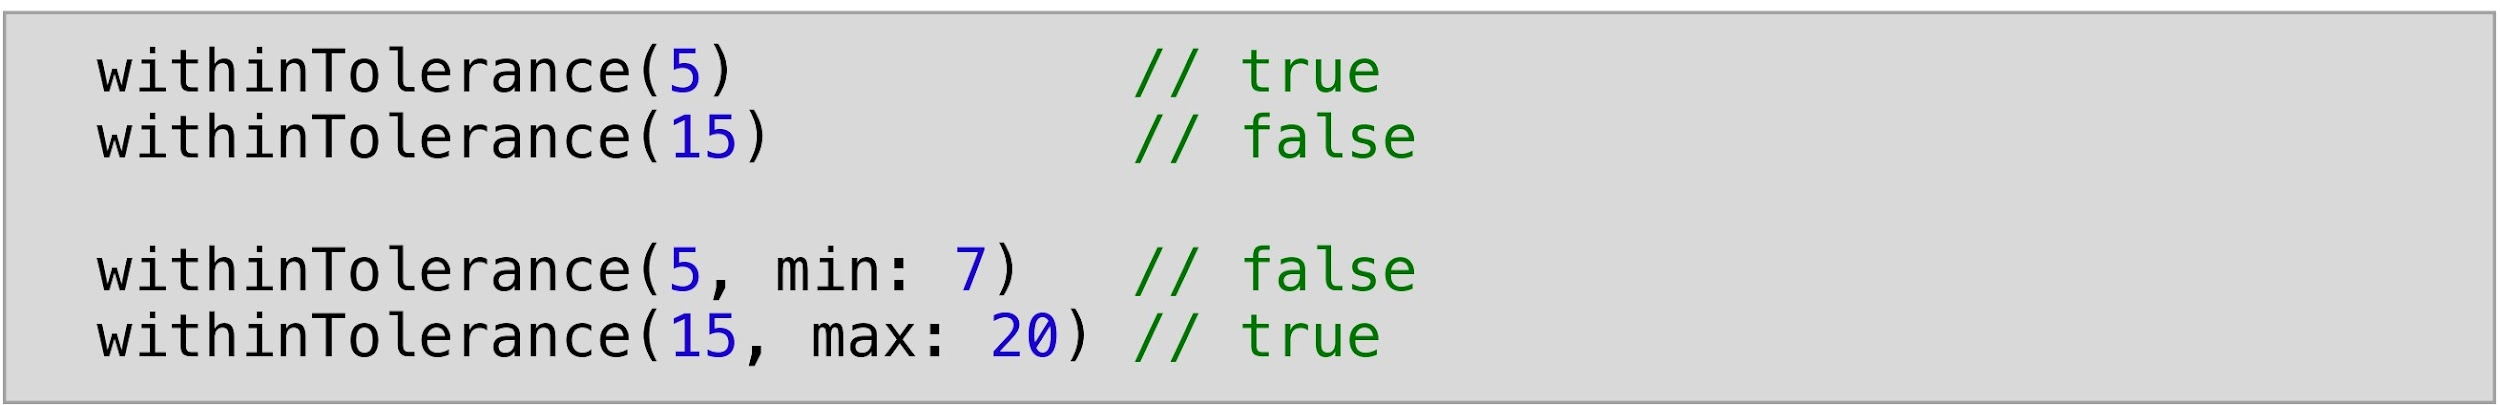 withinTolerance(5)            // true
withinTolerance(15)           // false
withinTolerance(5, min: 7)    // false
withinTolerance(15, max: 20)  // true